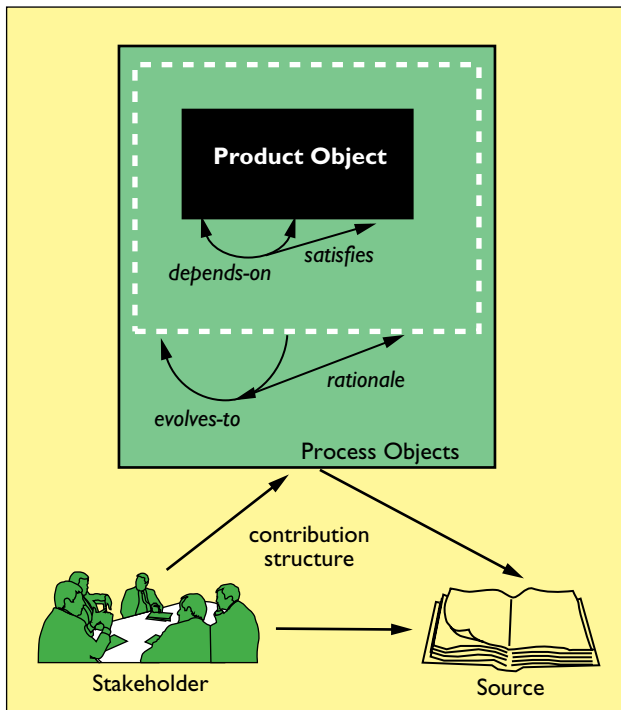 Product Object
satisfies
depends-on
rationale
evolves-to
Process Objects
contribution
structure
Stakeholder
Source